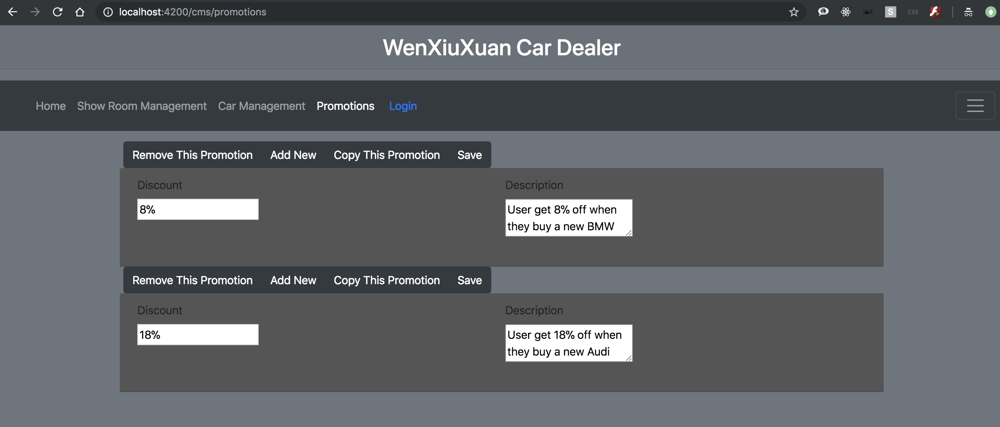 localhost:4200/cms/promotions
S
CSS
WenXiuXuan Car Dealer
Home Show Room Management Car Management Promotions Login
Remove This Promotion Add New Copy This Promotion Save
Discount Description
8%
User get 8% off when
they buy a new BMW
Remove This Promotion Add New Copy This Promotion Save
Discount Description
18%
User get 18% off when
they buy a new Audi